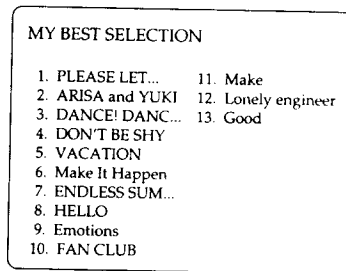 MY BEST SELECTION
1. PLEASE LET...
2. ARISA and YUKI
3. DANCE! DANC...
4. DON'T BE SHY
5. VACATION
6. Make It Happen
7. ENDLESS SUM...
8. HELLO
9. Emotions
10. FAN CLUB
11. Make
12. Lonely engineer
13. Good